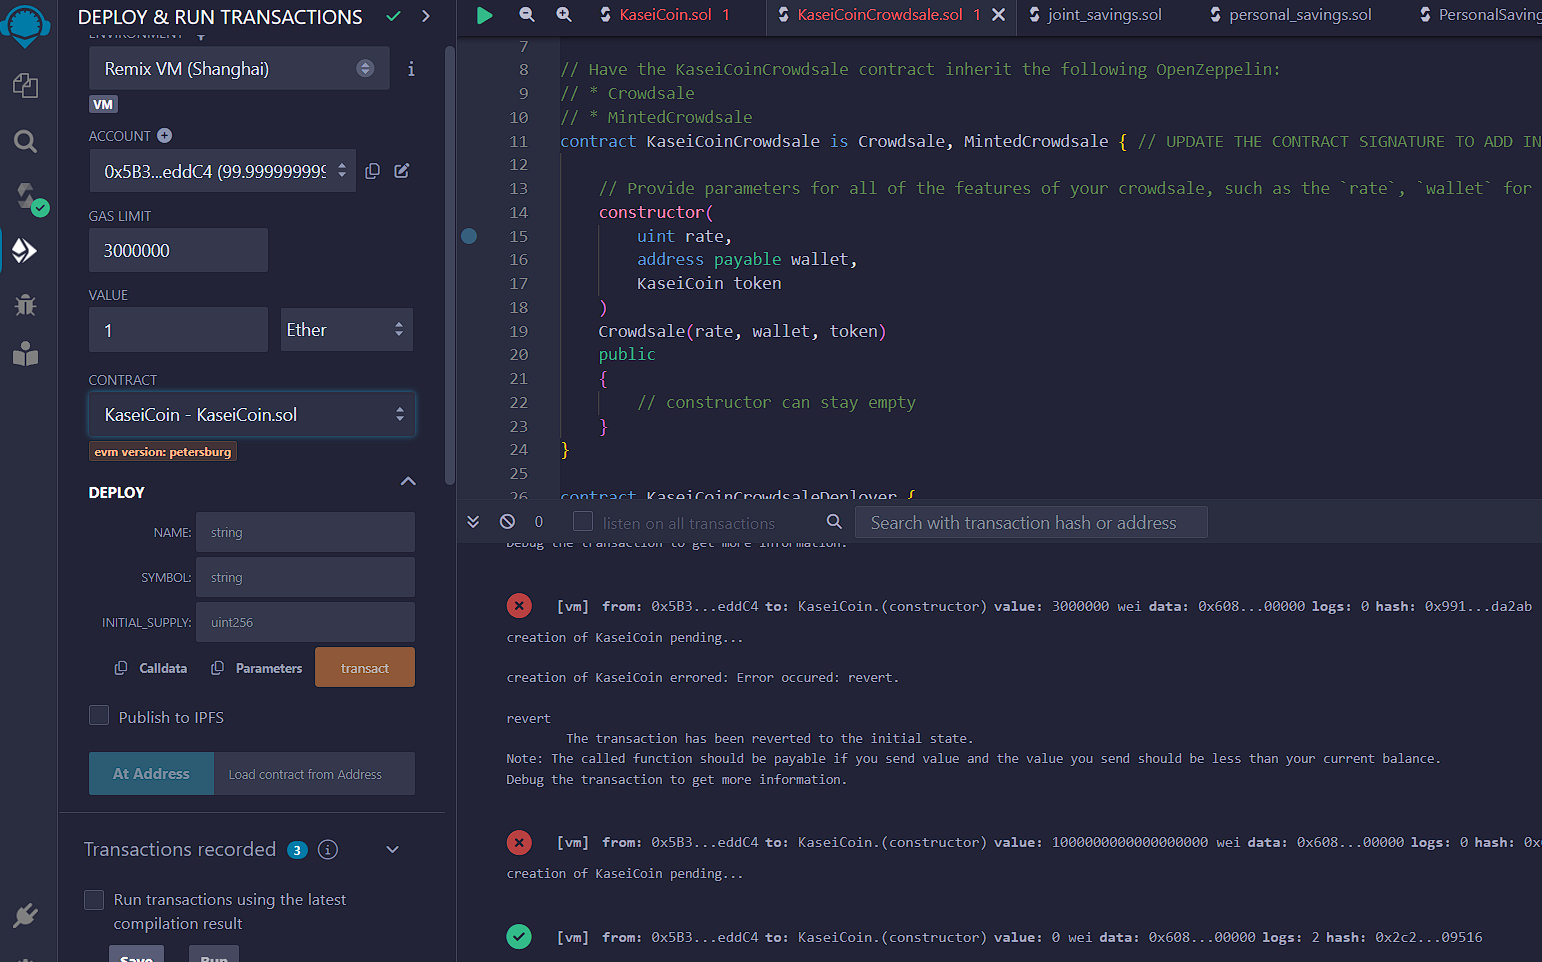 DEPLOY & RUN TRANSACTIONS
ENVIRONMENT
Remix VM (Shanghai)
VM
ACCOUNT
0x5B3...eddC4 (99.999999999
GAS LIMIT
3000000
VALUE
1
Ether
CONTRACT
KaseiCoin - KaseiCoin.sol
evm version: petersburg
DEPLOY
NAME: string
SYMBOL: string
INITIAL_SUPPLY: uint256
Calldata Parameters transact
Publish to IPFS
At Address Load contract from Address
Transactions recorded 3
Run transactions using the latest
compilation result
Save Run
KaseiCoin.sol 1 KaseiCoinCrowdsale.sol 1 joint_savings.sol personal_savings.sol PersonalSaving
7
8 // Have the KaseiCoinCrowdsale contract inherit the following OpenZeppelin:
9 // * Crowdsale
10 // * MintedCrowdsale
11 contract KaseiCoinCrowdsale is Crowdsale, MintedCrowdsale { // UPDATE THE CONTRACT SIGNATURE TO ADD IN
12
13 // Provide parameters for all of the features of your crowdsale, such as the `rate`, `wallet` for
14 constructor(
15 uint rate,
16 address payable wallet,
17 KaseiCoin token
18 )
19 Crowdsale(rate, wallet, token)
20 public
21 {
22 // constructor can stay empty
23 }
24 }
25
26 contract KaseiCoinCrowdsaleDeployer {
0 listen on all transactions Search with transaction hash or address
Debug the transaction to get more information.
[vm] from: 0x5B3...eddC4 to: KaseiCoin.(constructor) value: 3000000 wei data: 0x608...00000 logs: 0 hash: 0x991...da2ab
creation of KaseiCoin pending...
creation of KaseiCoin errored: Error occured: revert.
revert
The transaction has been reverted to the initial state.
Note: The called function should be payable if you send value and the value you send should be less than your current balance.
Debug the transaction to get more information.
[vm] from: 0x5B3...eddC4 to: KaseiCoin.(constructor) value: 1000000000000000000 wei data: 0x608...00000 logs: 0 hash: 0x
creation of KaseiCoin pending...
[vm] from: 0x5B3...eddC4 to: KaseiCoin.(constructor) value: 0 wei data: 0x608...00000 logs: 2 hash: 0x2c2...09516